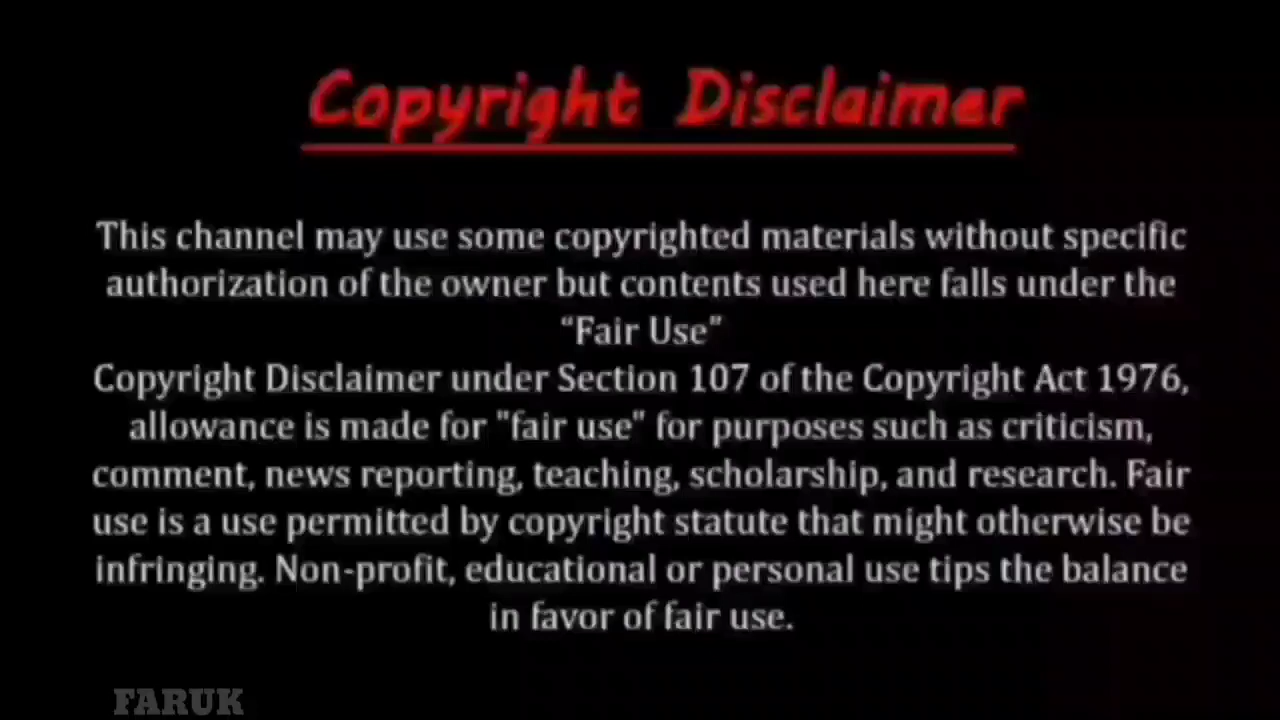 Copyright Disclaimer
This channel may use some copyrighted materials without specific
authorization of the owner but contents used here falls under the
“Fair Use”
Copyright Disclaimer under Section 107 of the Copyright Act 1976,
allowance is made for "fair use" for purposes such as criticism,
comment, news reporting, teaching, scholarship, and research. Fair
use is a use permitted by copyright statute that might otherwise be
infringing. Non-profit, educational or personal use tips the balance
in favor of fair use.
FARUK